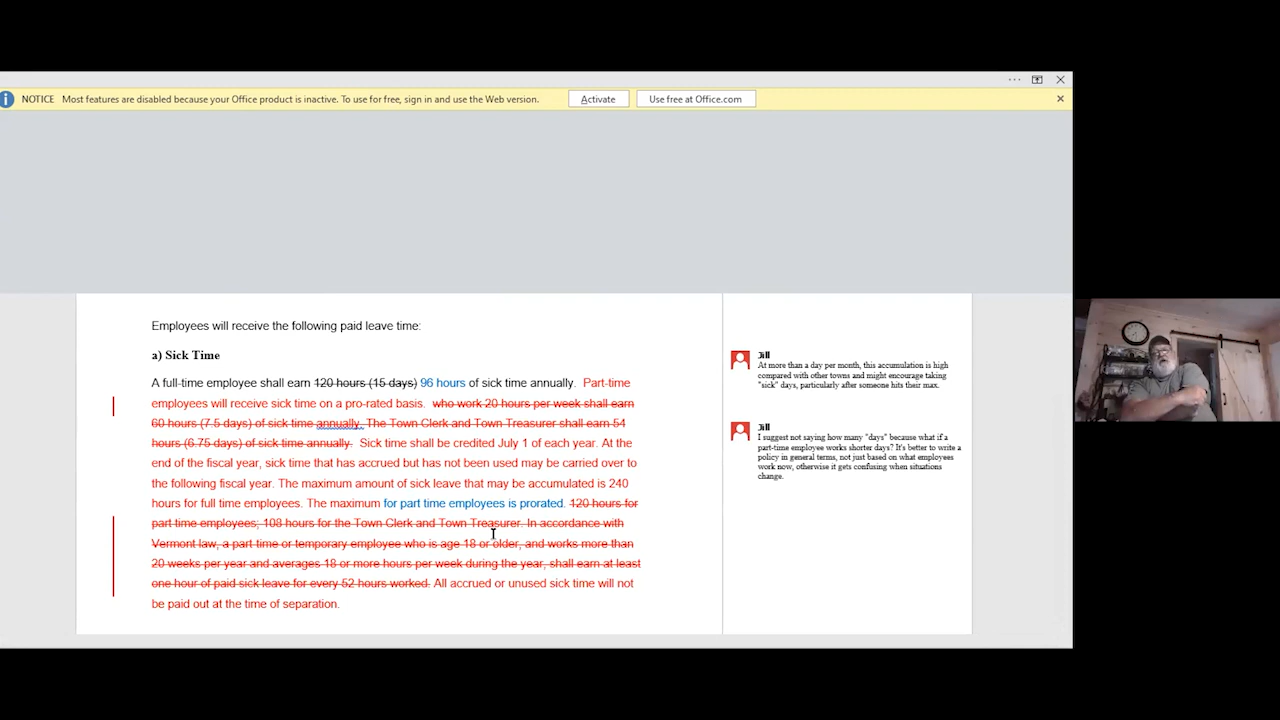 NOTICE Most features are disabled because your Office product is inactive. To use for free, sign in and use the Web version. Activate Use free at Office.com
Employees will receive the following paid leave time:
a) Sick Time
A full-time employee shall earn 120 hours (15 days) 96 hours of sick time annually. Part-time
employees will receive sick time on a pro-rated basis. who work 20 hours per week shall earn
60 hours (7.5 days) of sick time annually. The Town Clerk and Town Treasurer shall earn 54
hours (6.75 days) of sick time annually. Sick time shall be credited July 1 of each year. At the
end of the fiscal year, sick time that has accrued but has not been used may be carried over to
the following fiscal year. The maximum amount of sick leave that may be accumulated is 240
hours for full time employees. The maximum for part time employees is prorated. 120 hours for
part time employees; 108 hours for the Town Clerk and Town Treasurer. In accordance with
Vermont law, a part time or temporary employee who is age 18 or older, and works more than
20 weeks per year and averages 18 or more hours per week during the year, shall earn at least
one hour of paid sick leave for every 52 hours worked. All accrued or unused sick time will not
be paid out at the time of separation.
Jill
At more than a day per month, this accumulation is high
compared with other towns and might encourage taking
"sick" days, particularly after someone hits their max.
Jill
I suggest not saying how many "days" because what if a
part-time employee works shorter days? It's better to write a
policy in general terms, not just based on what employees
work now, otherwise it gets confusing when situations
change.